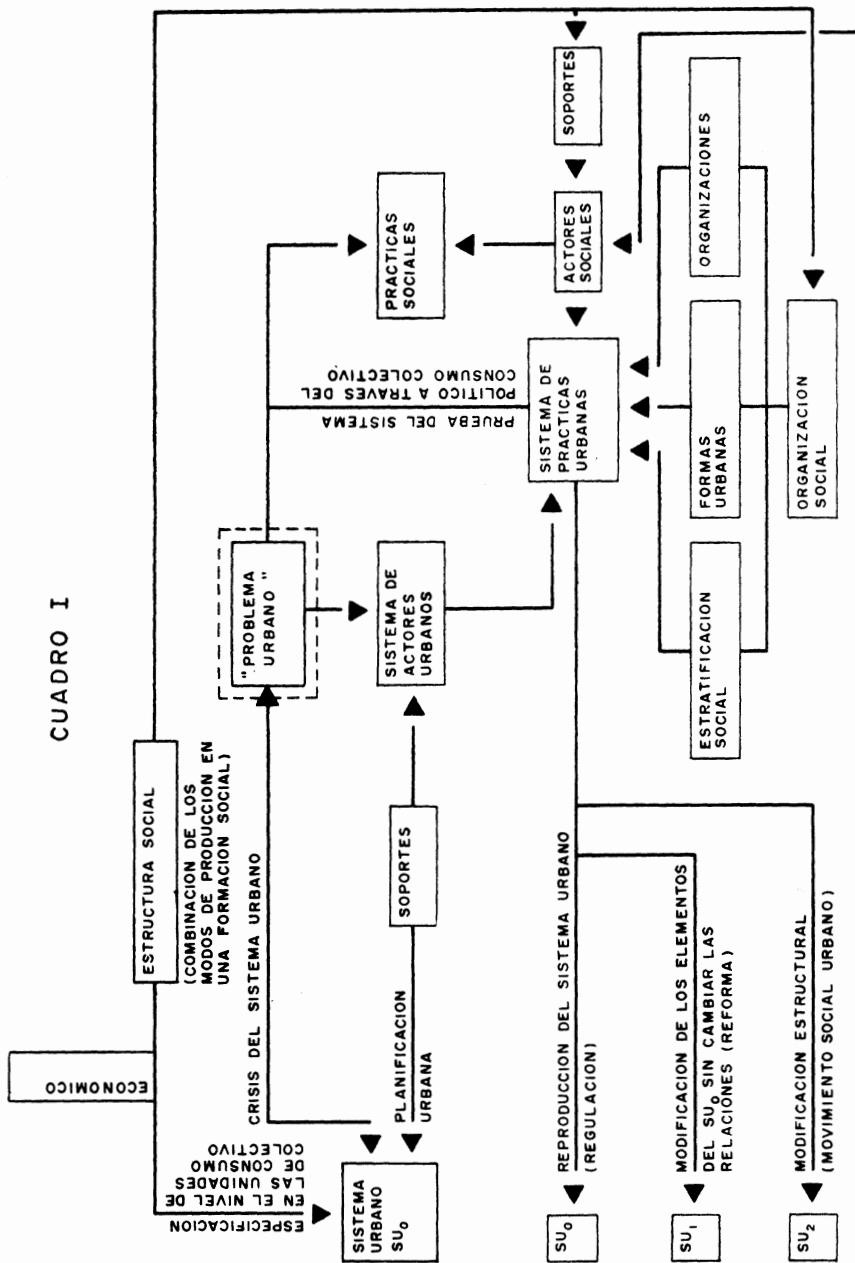 CUADRO I
ECONOMICO
ESTRUCTURA SOCIAL
(COMBINACION DE LOS
MODOS DE PRODUCCION EN
UNA FORMACION SOCIAL)
ESPECIFICACION
EN EL NIVEL DE
LAS UNIDADES
DE CONSUMO
COLECTIVO
SISTEMA
URBANO
SU₀
CRISIS DEL SISTEMA URBANO
"PROBLEMA
URBANO"
PLANIFICACION
URBANA
SOPORTES
SISTEMA DE
ACTORES
URBANOS
PRUEBA DEL SISTEMA
POLITICO A TRAVES DEL
CONSUMO COLECTIVO
PRACTICAS
SOCIALES
SISTEMA DE
PRACTICAS
URBANAS
ACTORES
SOCIALES
SOPORTES
SU₀
REPRODUCCION DEL SISTEMA URBANO
(REGULACION)
SU₁
MODIFICACION DE LOS ELEMENTOS
DEL SU₀ SIN CAMBIAR LAS
RELACIONES (REFORMA)
SU₂
MODIFICACION ESTRUCTURAL
(MOVIMIENTO SOCIAL URBANO)
ESTRATIFICACION
SOCIAL
FORMAS
URBANAS
ORGANIZACIONES
ORGANIZACION
SOCIAL